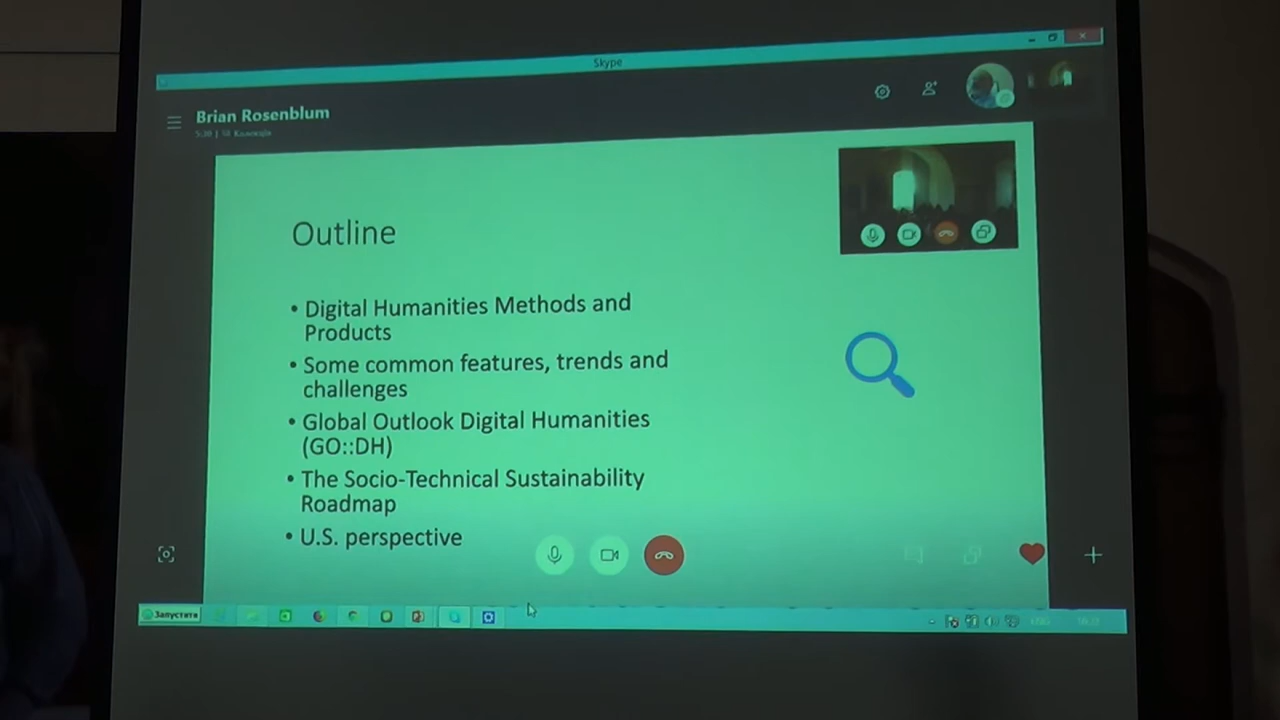 Skype
Brian Rosenblum
Outline
• Digital Humanities Methods and
Products
• Some common features, trends and
challenges
• Global Outlook Digital Humanities
(GO::DH)
• The Socio-Technical Sustainability
Roadmap
• U.S. perspective
Запустата